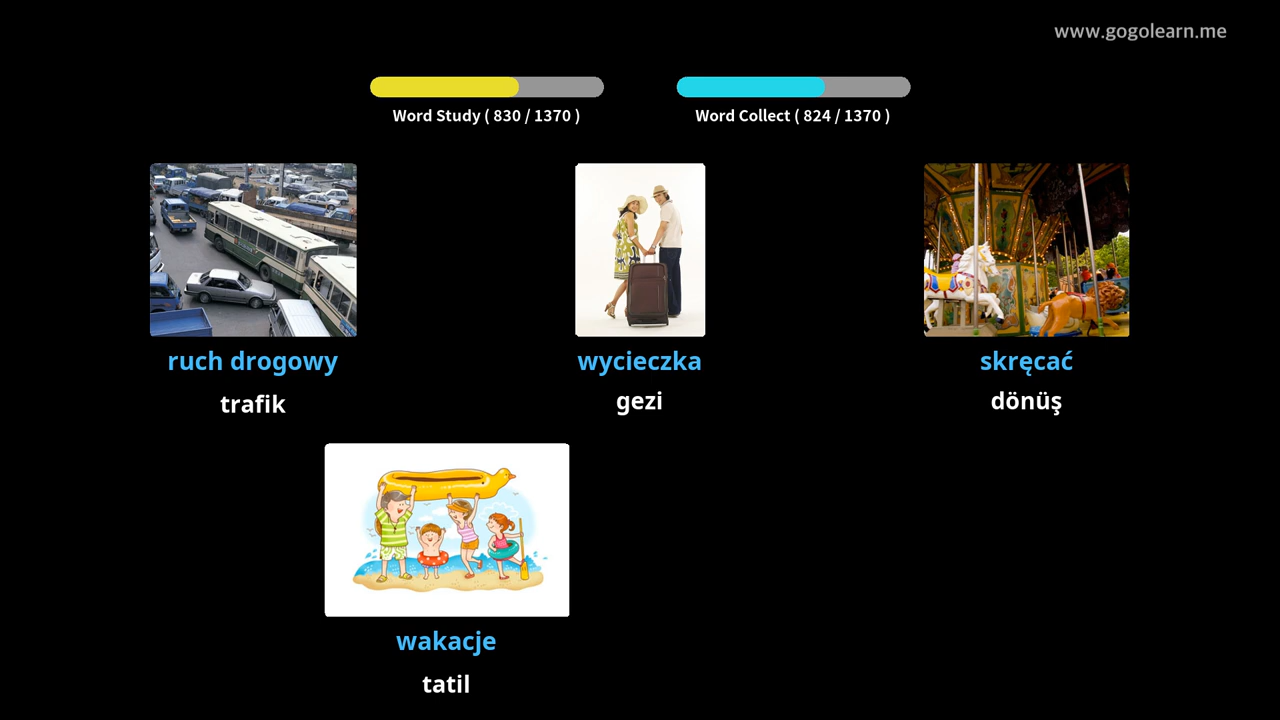 www.gogolearn.me
Word Study ( 830 / 1370 )
Word Collect ( 824 / 1370 )
ruch drogowy
trafik
wycieczka
gezi
skręcać
dönüş
wakacje
tatil